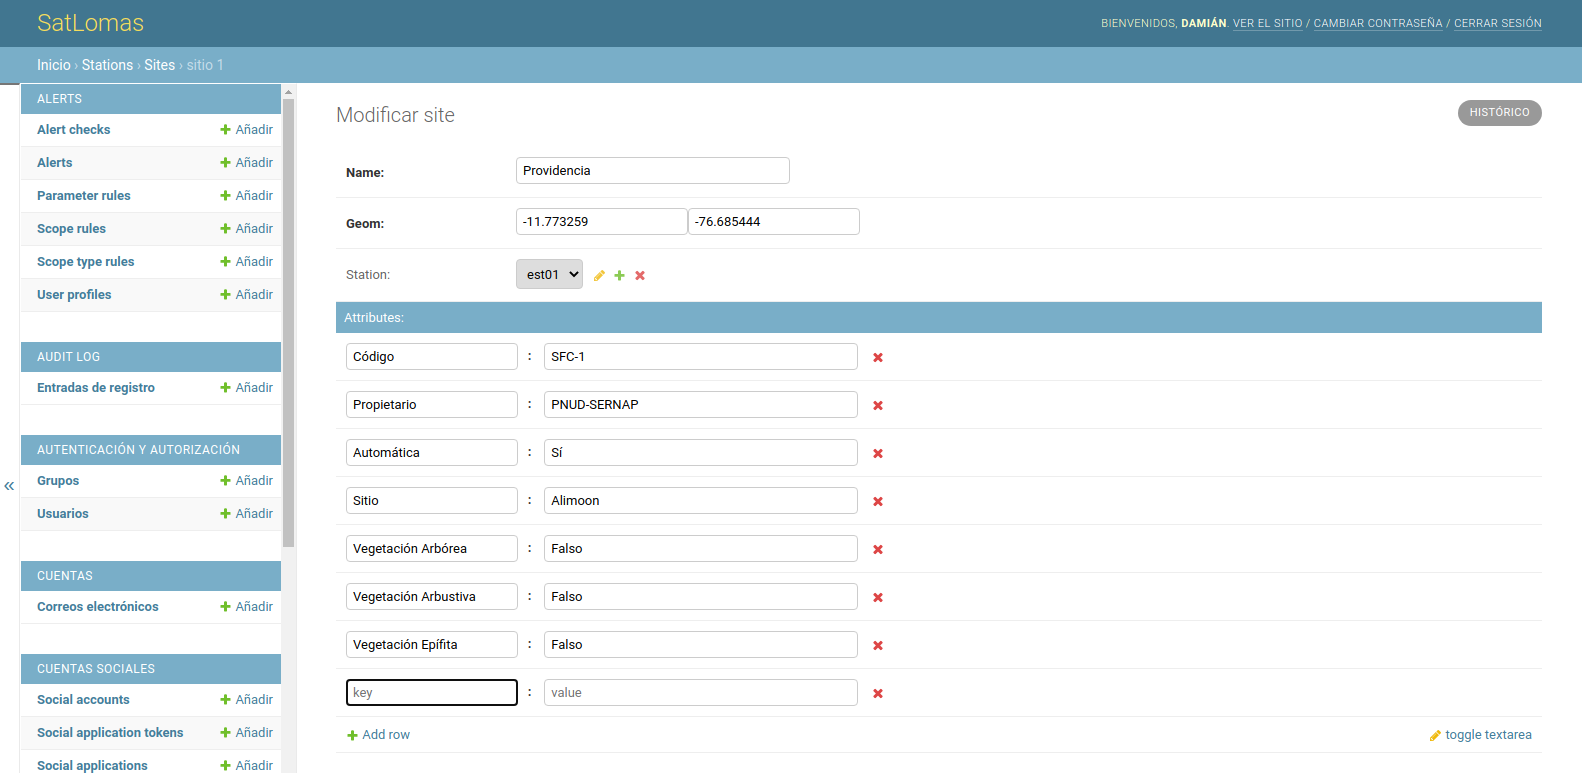 SatLomas
BIENVENIDOS, DAMIÁN. VER EL SITIO / CAMBIAR CONTRASEÑA / CERRAR SESIÓN
Inicio › Stations › Sites › sitio 1
ALERTS
Alert checks Añadir
Alerts Añadir
Parameter rules Añadir
Scope rules Añadir
Scope type rules Añadir
User profiles Añadir
AUDIT LOG
Entradas de registro Añadir
AUTENTICACIÓN Y AUTORIZACIÓN
Grupos Añadir
Usuarios Añadir
«
CUENTAS
Correos electrónicos Añadir
CUENTAS SOCIALES
Social accounts Añadir
Social application tokens Añadir
Social applications Añadir
Modificar site
HISTÓRICO
Name: Providencia
Geom: -11.773259 -76.685444
Station: est01
Attributes:
Código : SFC-1
Propietario : PNUD-SERNAP
Automática : Sí
Sitio : Alimoon
Vegetación Arbórea : Falso
Vegetación Arbustiva : Falso
Vegetación Epífita : Falso
key : value
Add row
toggle textarea